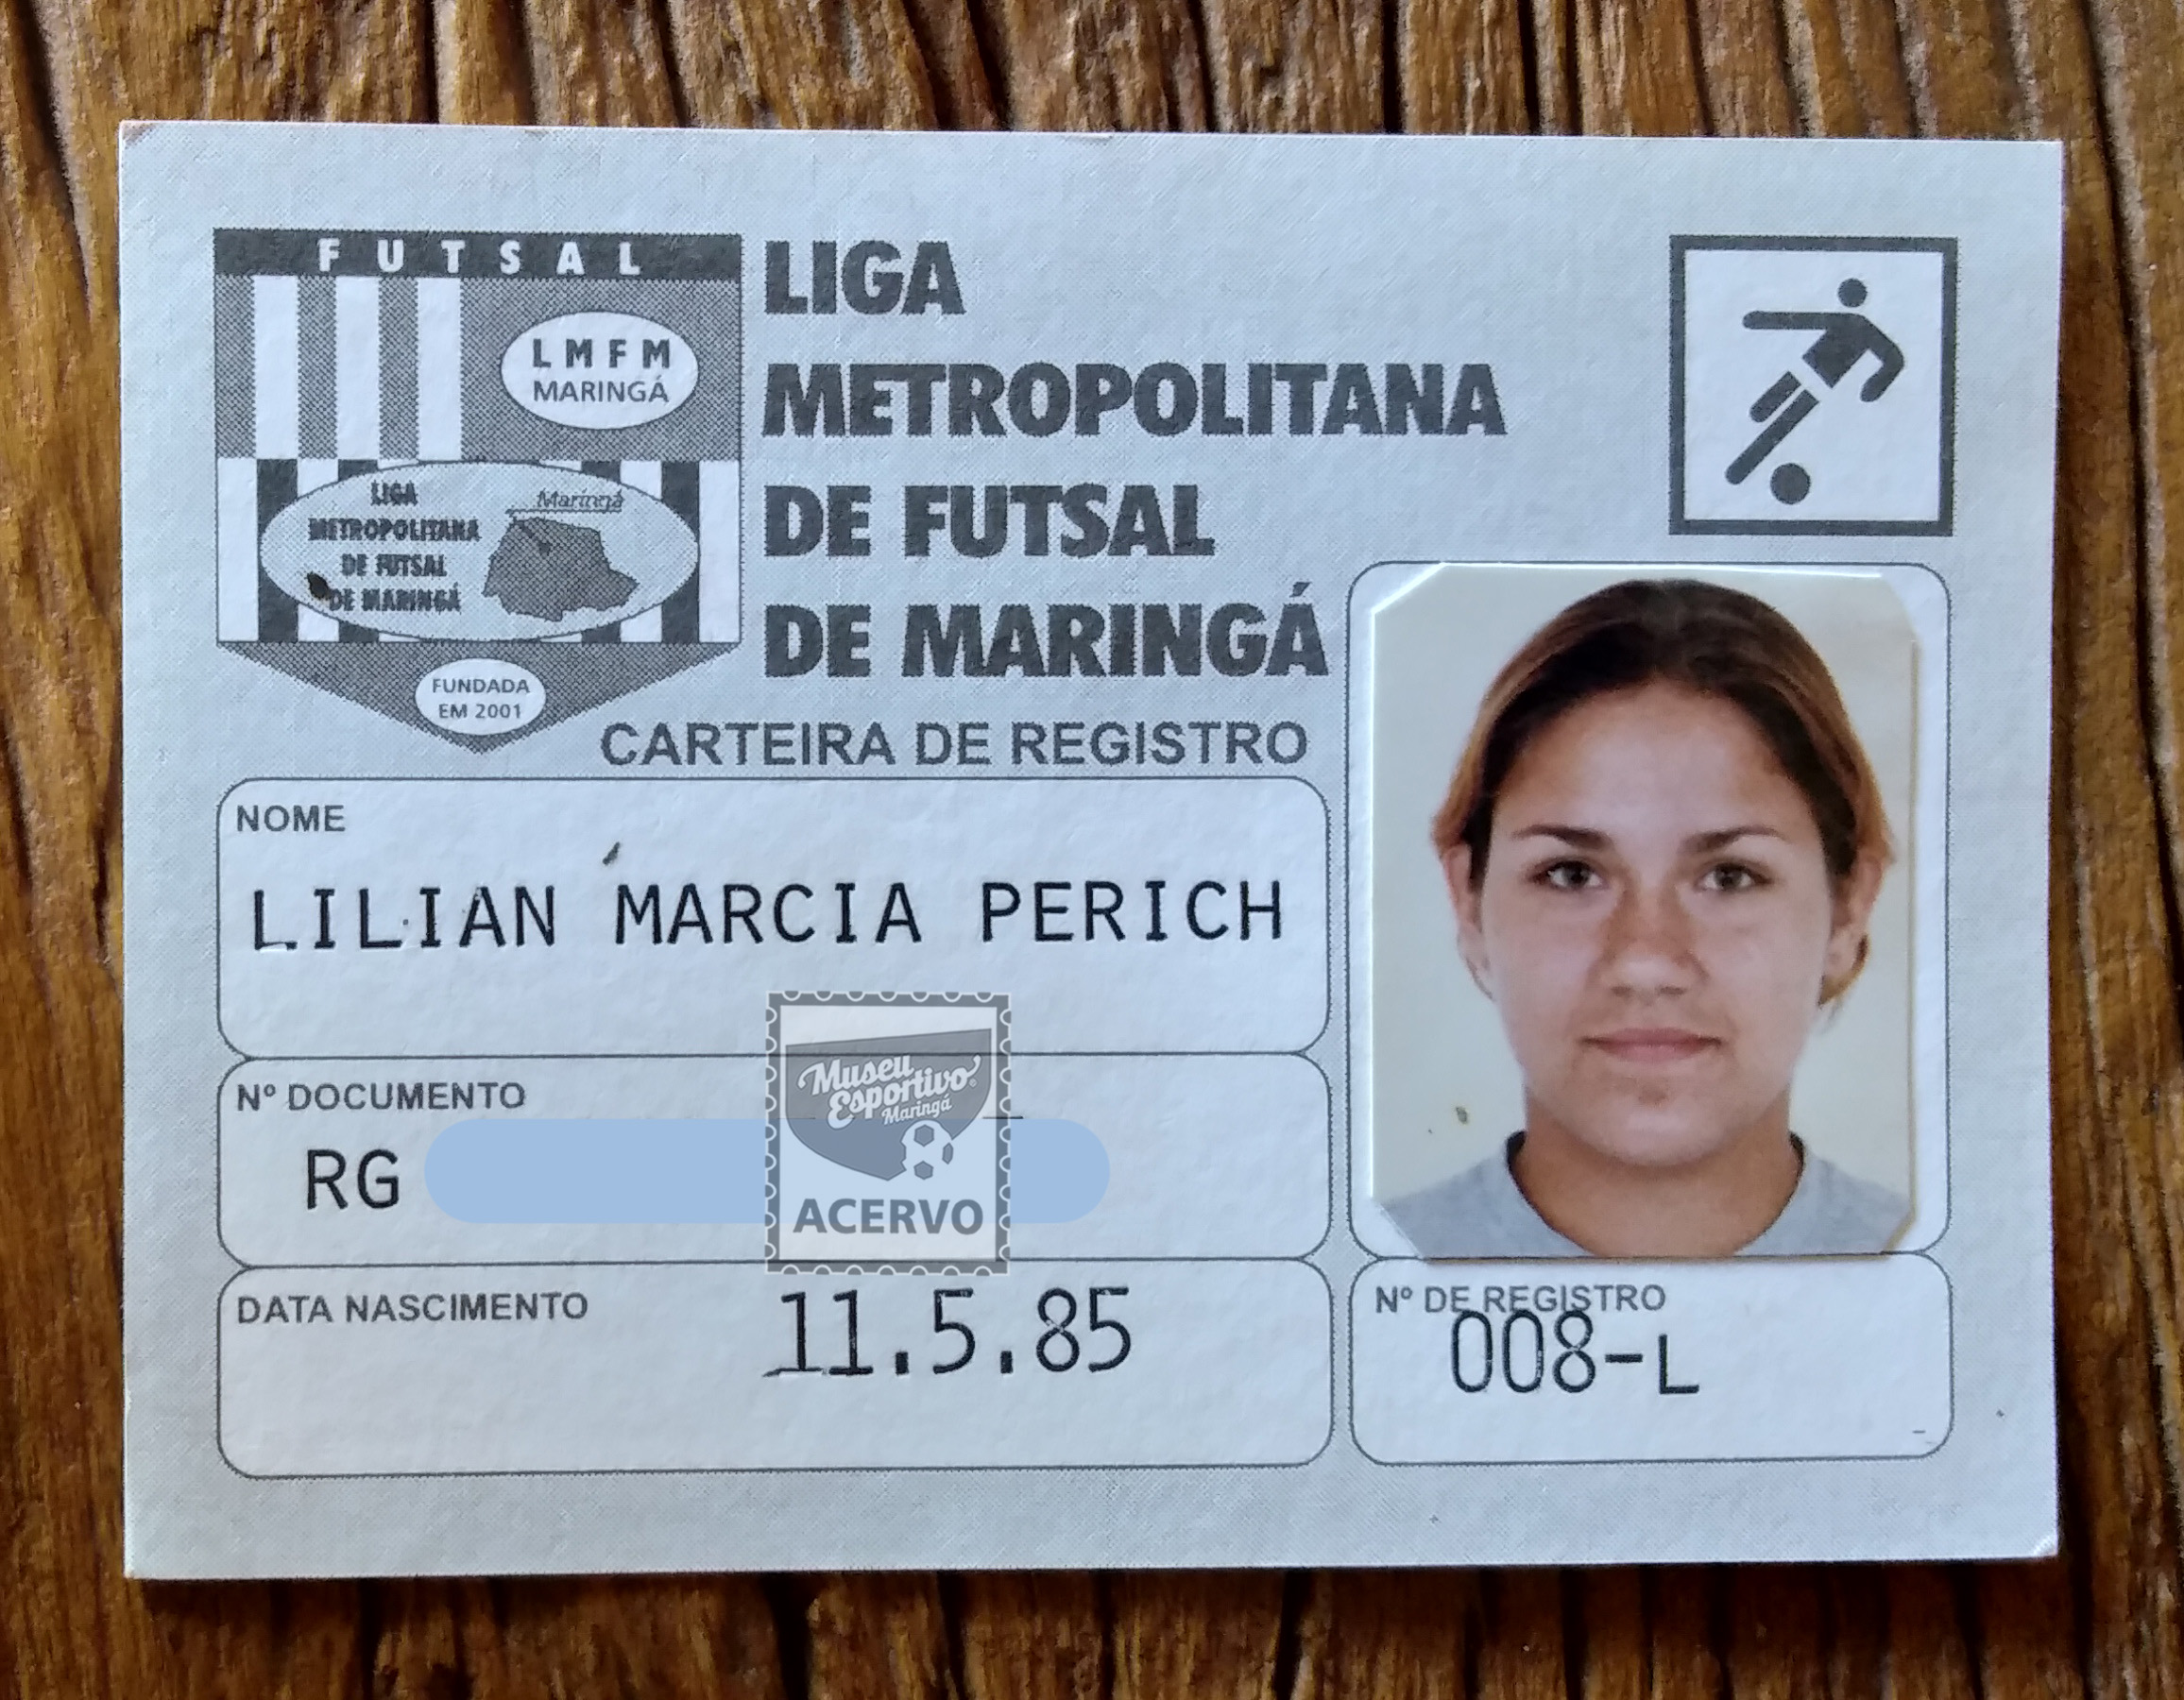 FUTSAL
LMFM
MARINGÁ
LIGA
METROPOLITANA
DE FUTSAL
DE MARINGÁ
Maringá
FUNDADA
EM 2001
LIGA
METROPOLITANA
DE FUTSAL
DE MARINGÁ
CARTEIRA DE REGISTRO
NOME
LILIAN MARCIA PERICH
Nº DOCUMENTO
RG
Museu
Esportivo
Maringá
ACERVO
DATA NASCIMENTO
11.5.85
Nº DE REGISTRO
008-L